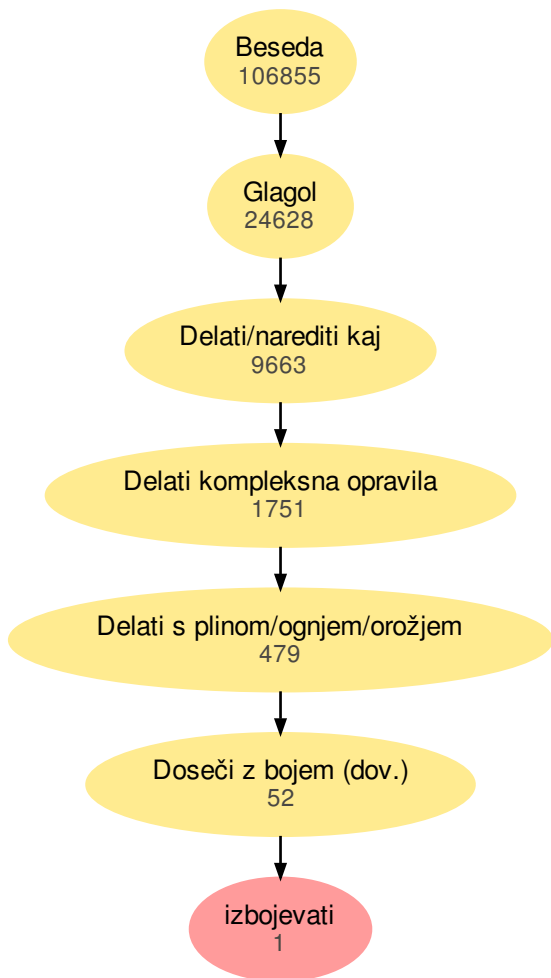 Beseda
106855
Glagol
24628
Delati/narediti kaj
9663
Delati kompleksna opravila
1751
Delati s plinom/ognjem/orožjem
479
Doseči z bojem (dov.)
52
izbojevati
1